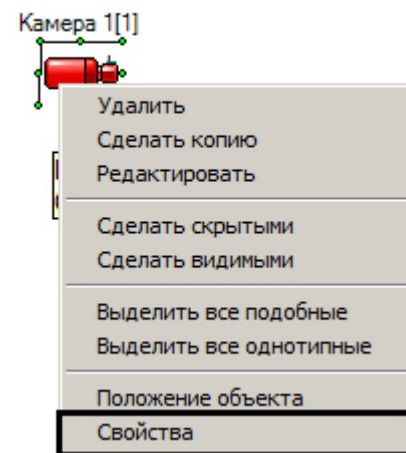 Камера 1[1]
Удалить
Сделать копию
Редактировать
Сделать скрытыми
Сделать видимыми
Выделить все подобные
Выделить все однотипные
Положение объекта
Свойства